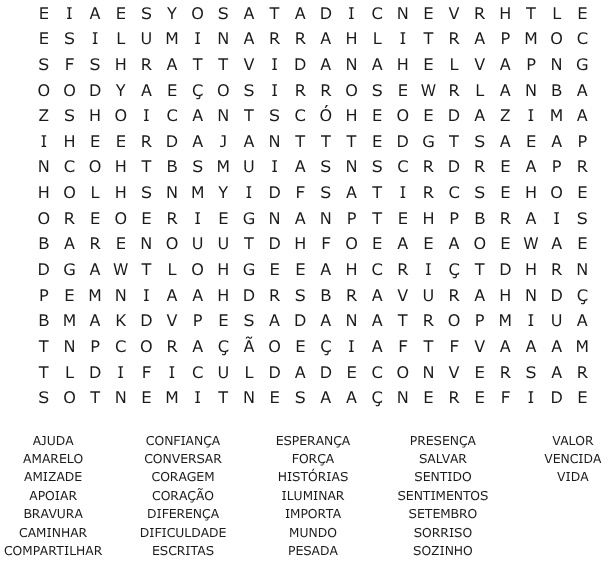 E I A E S Y O S A T A D I C N E V R H T L E
E S I L U M I N A R R A H L I T R A P M O C
S F S H R A T T V I D A N A H E L V A P N G
O O D Y A E Ç O S I R R O S E W R L A N B A
Z S H O I C A N T S C Ó H E O E D A Z I M A
I H E E R D A J A N T T T E D G T S A E A P
N C O H T B S M U I A S N S C R D R E A P R
H O L H S N M Y I D F S A T I R C S E H O E
O R E O E R I E G N A N P T E H P B R A I S
B A R E N O U U T D H F O E A E A O E W A E
D G A W T L O H G E E A H C R I Ç T D H R N
P E M N I A A H D R S B R A V U R A H N D Ç
B M A K D V P E S A D A N A T R O P M I U A
T N P C O R A Ç Ã O E Ç I A F T F V A A A M
T L D I F I C U L D A D E C O N V E R S A R
S O T N E M I T N E S A A Ç N E R E F I D E
AJUDA CONFIANÇA ESPERANÇA PRESENÇA VALOR
AMARELO CONVERSAR FORÇA SALVAR VENCIDA
AMIZADE CORAGEM HISTÓRIAS SENTIDO VIDA
APOIAR CORAÇÃO ILUMINAR SENTIMENTOS
BRAVURA DIFERENÇA IMPORTA SETEMBRO
CAMINHAR DIFICULDADE MUNDO SORRISO
COMPARTILHAR ESCRITAS PESADA SOZINHO